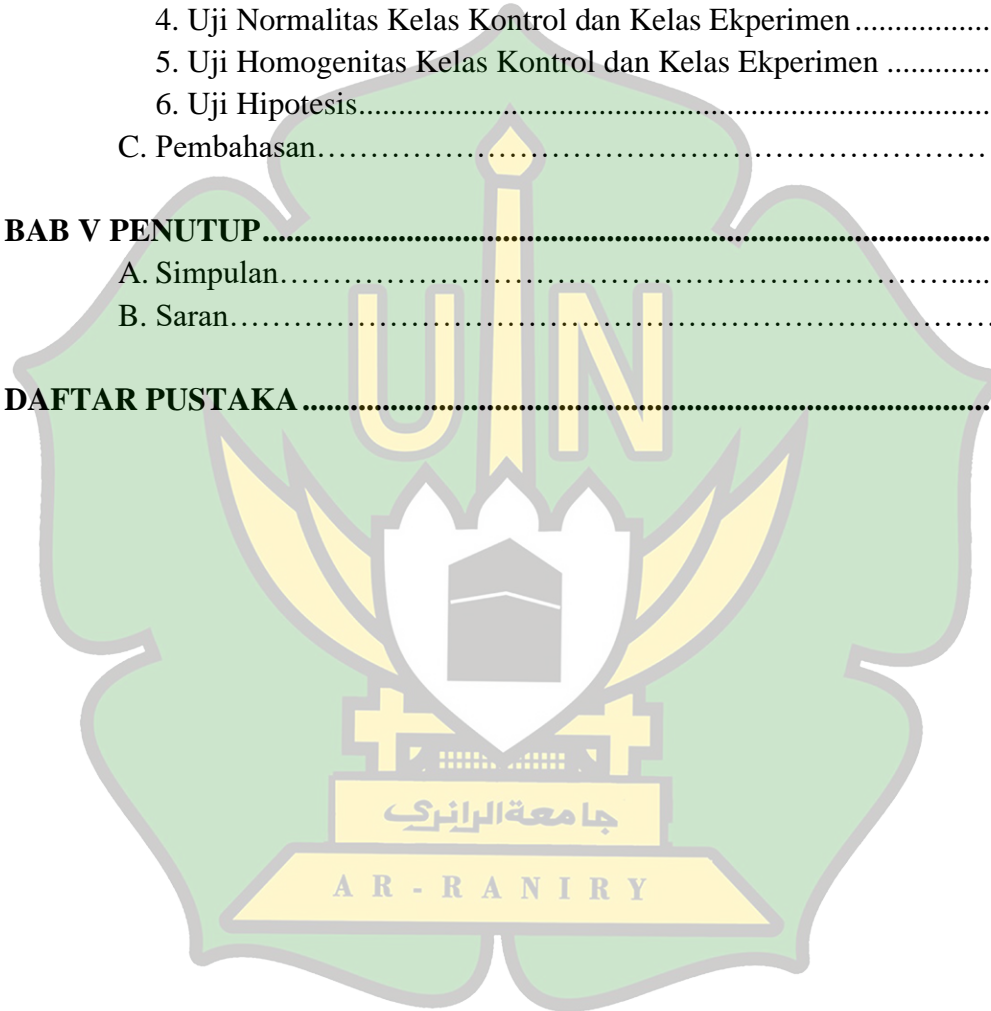 4. Uji Normalitas Kelas Kontrol dan Kelas Ekperimen ................
5. Uji Homogenitas Kelas Kontrol dan Kelas Ekperimen .............
6. Uji Hipotesis................................................................................
C. Pembahasan…………………………………………………………
BAB V PENUTUP...........................................................................................
A. Simpulan…………………………………………………………......
B. Saran…………………………………………………………………
DAFTAR PUSTAKA ......................................................................................
UIN
جامعة الرانري
AR-RANIRY